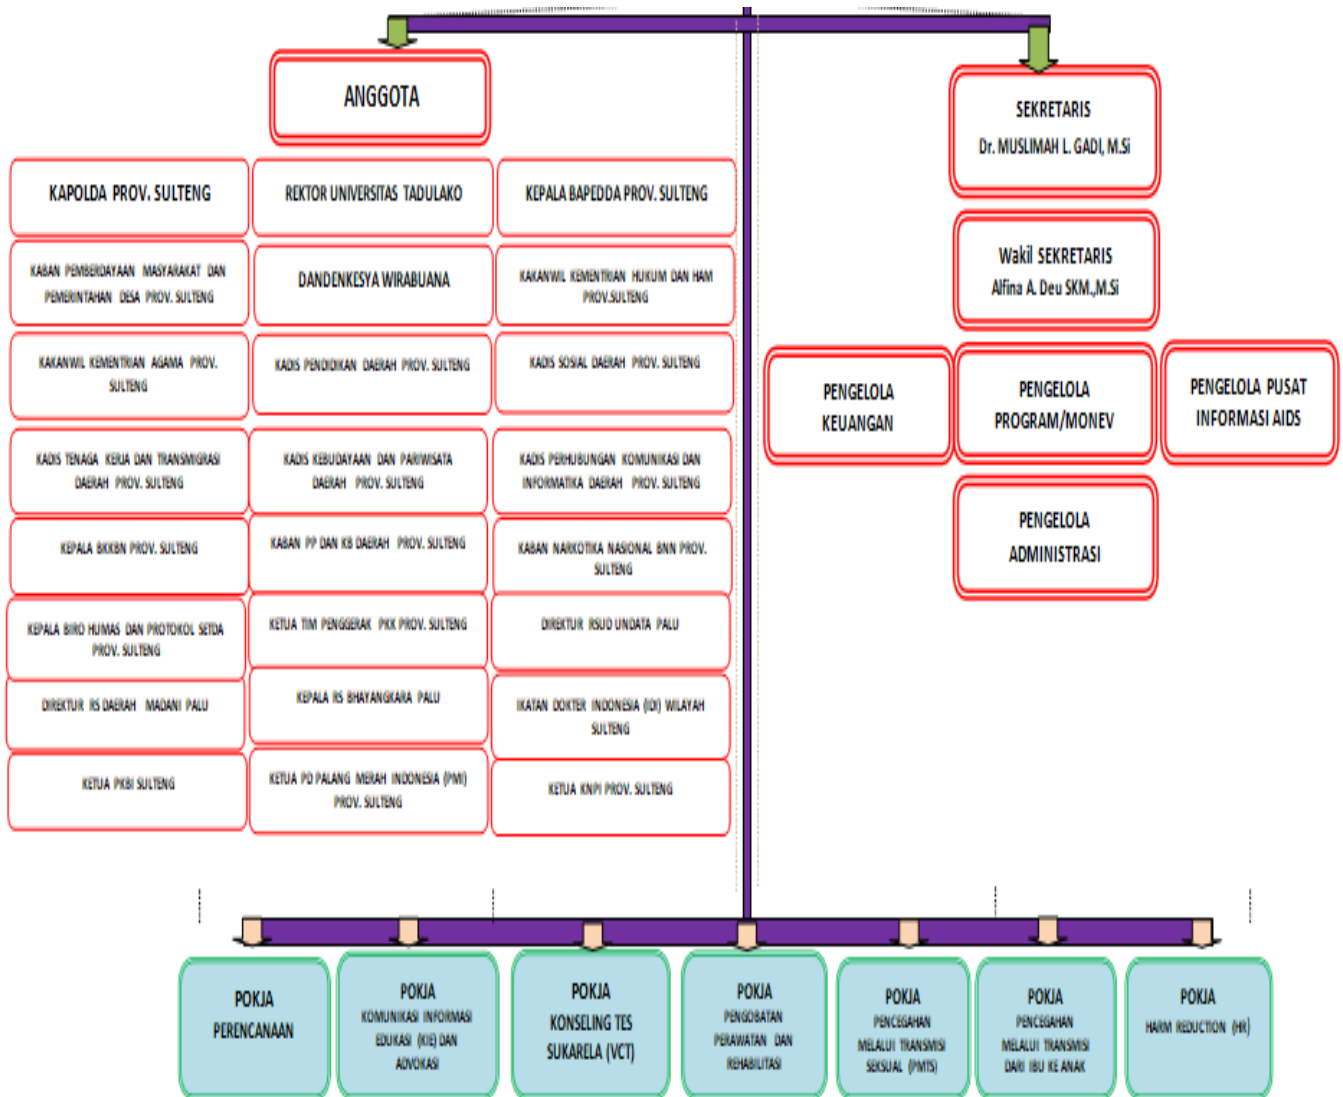 ANGGOTA
SEKRETARIS
Dr. MUSLIMAH L. GADI, M.Si
KAPOLDA PROV. SULTENG
REKTOR UNIVERSITAS TADULAKO
KEPALA BAPEDDA PROV. SULTENG
Wakil SEKRETARIS
Alfina A. Deu SKM.,M.Si
KABAN PEMBERDAYAAN MASYARAKAT DAN
PEMERINTAHAN DESA PROV. SULTENG
DANDENKESYA WIRABUANA
KAKANWIL KEMENTRIAN HUKUM DAN HAM
PROV.SULTENG
KAKANWIL KEMENTRIAN AGAMA PROV.
SULTENG
KADIS PENDIDIKAN DAERAH PROV. SULTENG
KADIS SOSIAL DAERAH PROV. SULTENG
PENGELOLA
KEUANGAN
PENGELOLA
PROGRAM/MONEV
PENGELOLA PUSAT
INFORMASI AIDS
KADIS TENAGA KERJA DAN TRANSMIGRASI
DAERAH PROV. SULTENG
KADIS KEBUDAYAAN DAN PARIWISATA
DAERAH PROV. SULTENG
KADIS PERHUBUNGAN KOMUNIKASI DAN
INFORMATIKA DAERAH PROV. SULTENG
PENGELOLA
ADMINISTRASI
KEPALA BKKBN PROV. SULTENG
KABAN PP DAN KB DAERAH PROV. SULTENG
KABAN NARKOTIKA NASIONAL BNN PROV.
SULTENG
KEPALA BIRO HUMAS DAN PROTOKOL SETDA
PROV. SULTENG
KETUA TIM PENGGERAK PKK PROV. SULTENG
DIREKTUR RSUD UNDATA PALU
DIREKTUR RS DAERAH MADANI PALU
KEPALA RS BHAYANGKARA PALU
IKATAN DOKTER INDONESIA (IDI) WILAYAH
SULTENG
KETUA PKBI SULTENG
KETUA PD PALANG MERAH INDONESIA (PMI)
PROV. SULTENG
KETUA KNPI PROV. SULTENG
POKJA
PERENCANAAN
POKJA
KOMUNIKASI INFORMASI
EDUKASI (KIE) DAN
ADVOKASI
POKJA
KONSELING TES
SUKARELA (VCT)
POKJA
PENGOBATAN
PERAWATAN DAN
REHABILITASI
POKJA
PENCEGAHAN
MELALUI TRANSMISI
SEKSUAL (PMTS)
POKJA
PENCEGAHAN
MELALUI TRANSMISI
DARI IBU KE ANAK
POKJA
HARM REDUCTION (HR)